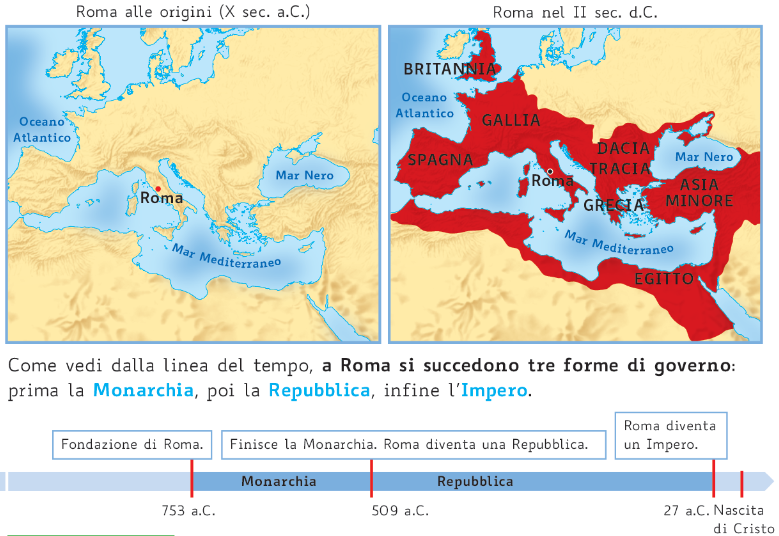 Roma alle origini (X sec. a.C.)
Oceano
Atlantico
Mar Nero
Roma
Mar Mediterraneo
Roma nel II sec. d.C.
BRITANNIA
Oceano
Atlantico
GALLIA
SPAGNA
DACIA
TRACIA
Mar Nero
Roma
ASIA
MINORE
GRECIA
Mar Mediterraneo
EGITTO
Come vedi dalla linea del tempo, a Roma si succedono tre forme di governo:
prima la Monarchia, poi la Repubblica, infine l'Impero.
Fondazione di Roma.
Finisce la Monarchia. Roma diventa una Repubblica.
Roma diventa
un Impero.
Monarchia
Repubblica
753 a.C.
509 a.C.
27 a.C.
Nascita
di Cristo